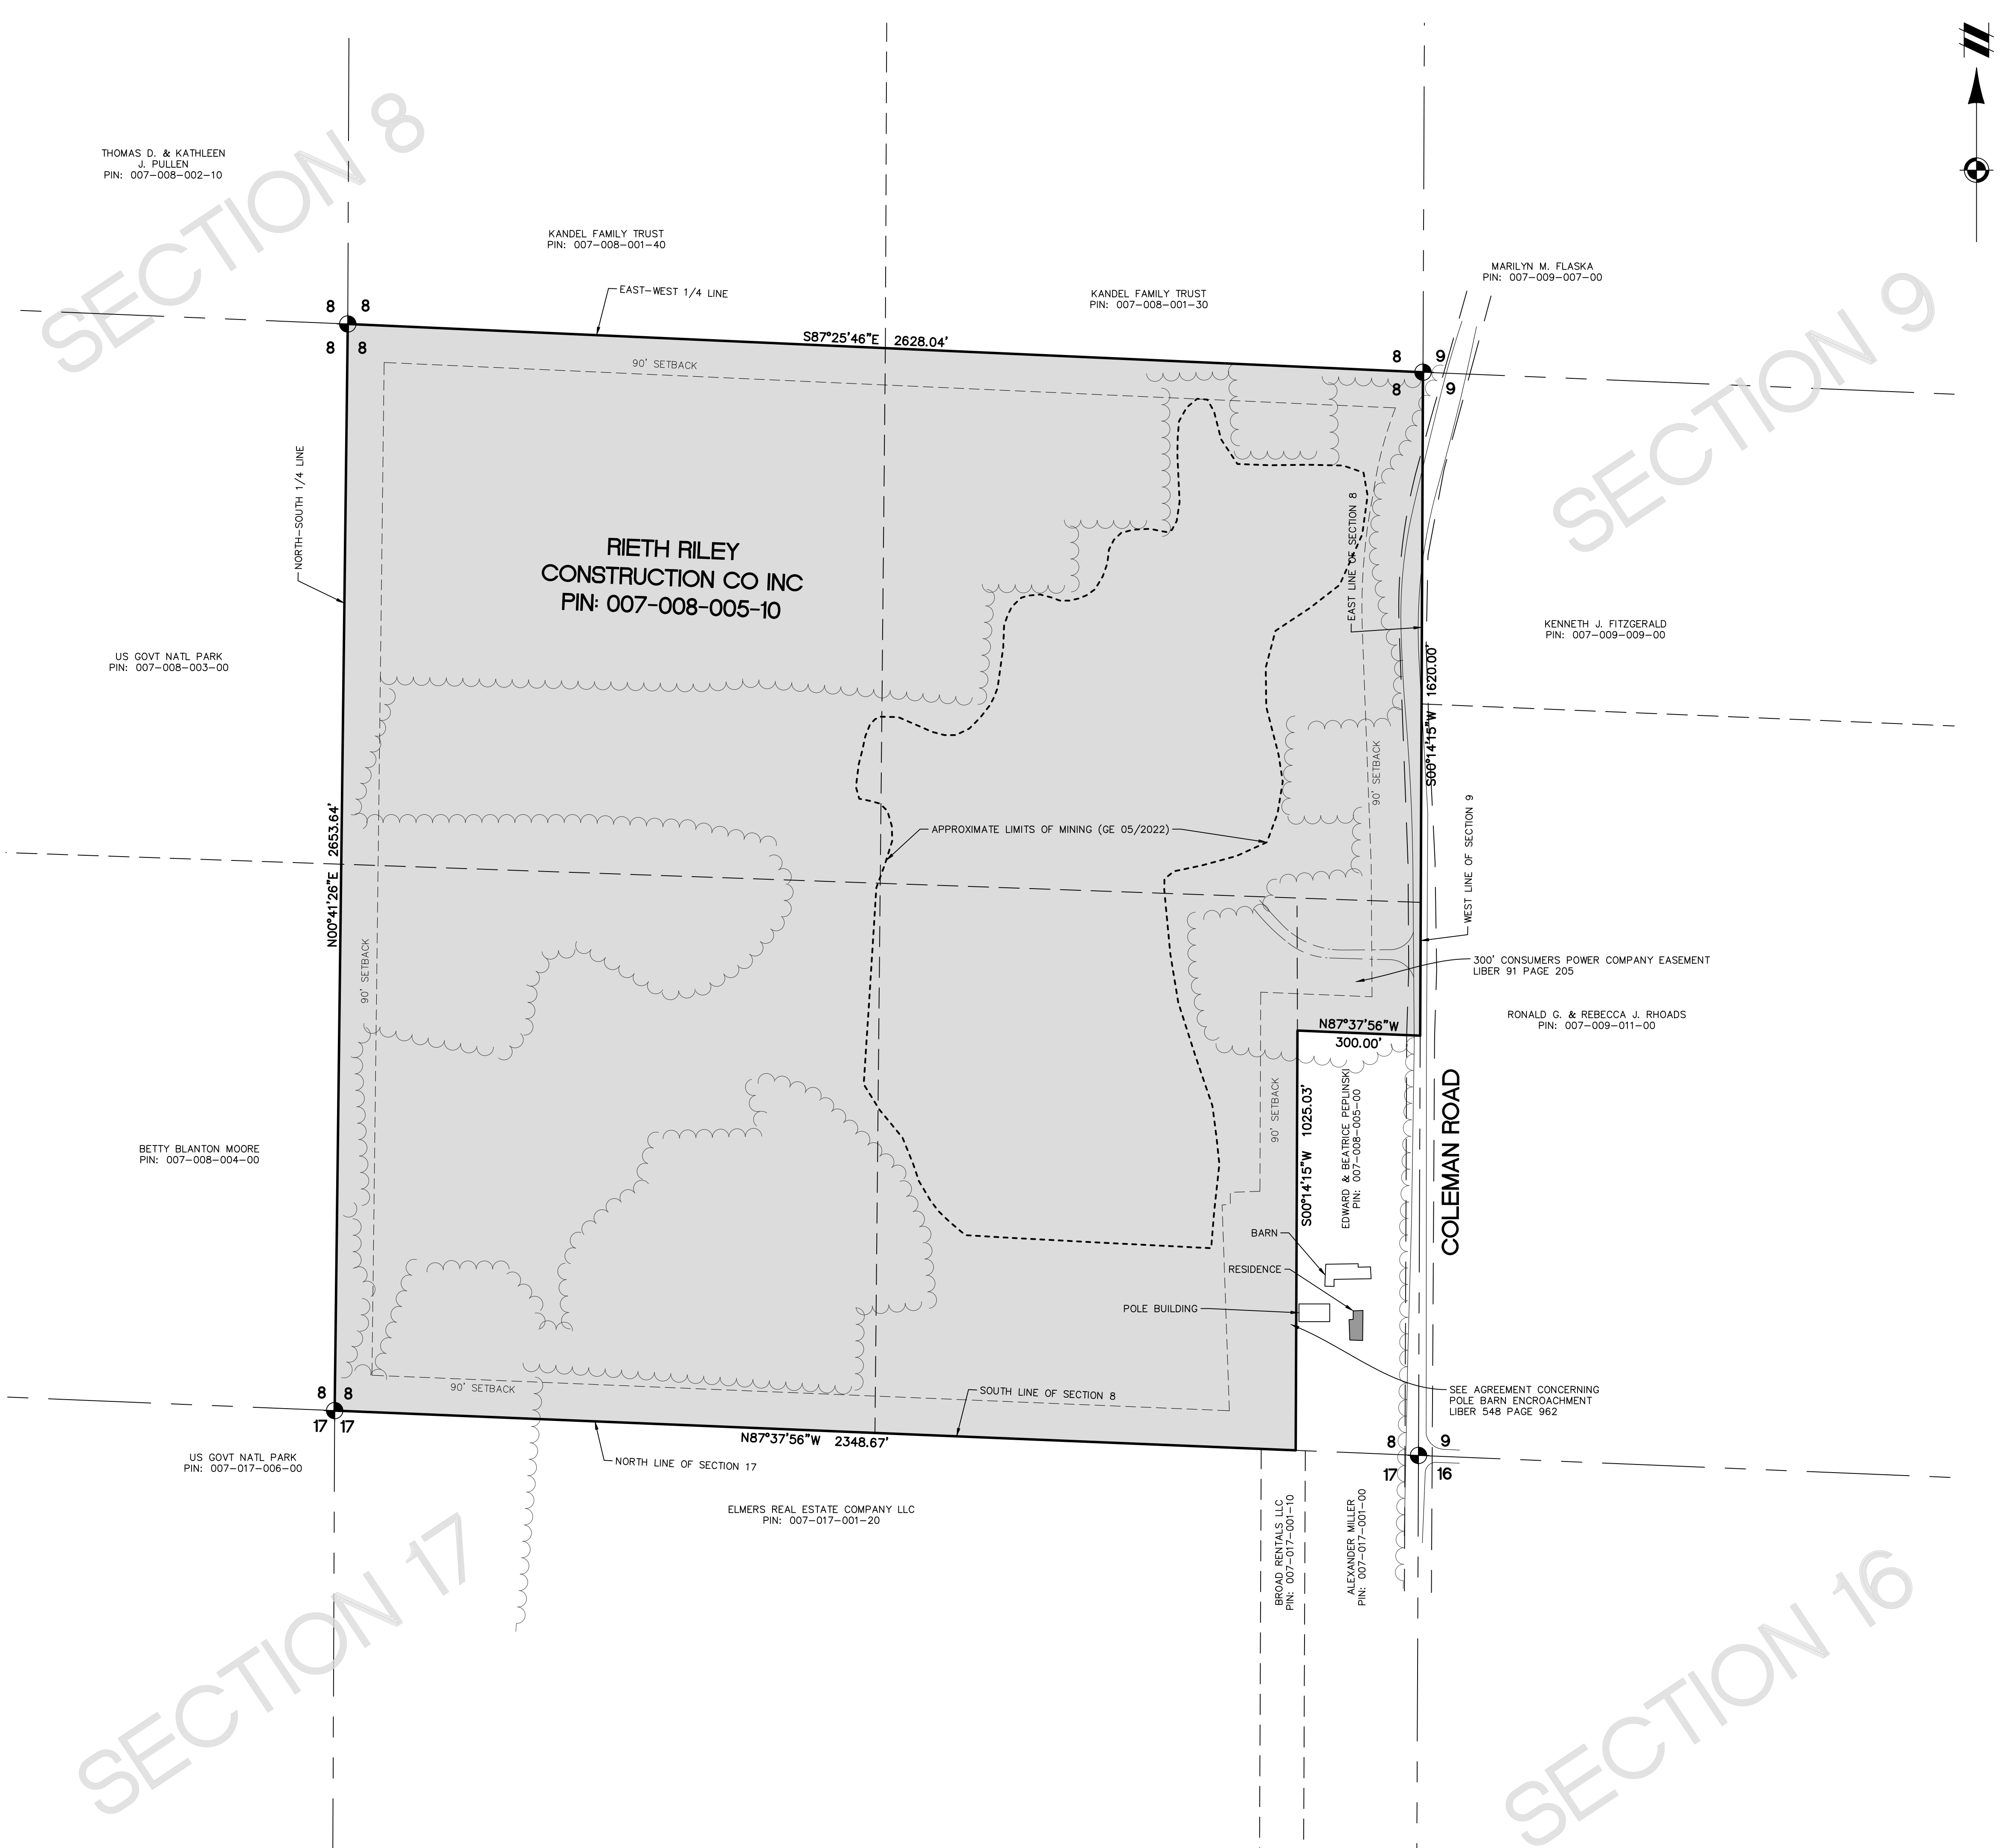 SECTION 8
THOMAS D. & KATHLEEN
J. PULLEN
PIN: 007-008-002-10
KANDEL FAMILY TRUST
PIN: 007-008-001-40
EAST-WEST 1/4 LINE
KANDEL FAMILY TRUST
PIN: 007-008-001-30
MARILYN M. FLASKA
PIN: 007-009-007-00
SECTION 9
8 8
8 8
S87°25'46"E 2628.04'
8 9
8 9
90' SETBACK
NORTH-SOUTH 1/4 LINE
RIETH RILEY
CONSTRUCTION CO INC
PIN: 007-008-005-10
EAST LINE OF SECTION 8
KENNETH J. FITZGERALD
PIN: 007-009-009-00
US GOVT NATL PARK
PIN: 007-008-003-00
S00°14'15"W 1620.00'
90' SETBACK
N00°41'26"E 2653.64'
APPROXIMATE LIMITS OF MINING (GE 05/2022)
WEST LINE OF SECTION 9
90' SETBACK
300' CONSUMERS POWER COMPANY EASEMENT
LIBER 91 PAGE 205
RONALD G. & REBECCA J. RHOADS
PIN: 007-009-011-00
N87°37'56"W
300.00'
90' SETBACK
S00°14'15"W 1025.03'
EDWARD & BEATRICE PEPLINSKI
PIN: 007-008-005-00
COLEMAN ROAD
BETTY BLANTON MOORE
PIN: 007-008-004-00
BARN
RESIDENCE
POLE BUILDING
90' SETBACK
SOUTH LINE OF SECTION 8
SEE AGREEMENT CONCERNING
POLE BARN ENCROACHMENT
LIBER 548 PAGE 962
8 8
17 17
N87°37'56"W 2348.67'
8 9
17 16
NORTH LINE OF SECTION 17
US GOVT NATL PARK
PIN: 007-017-006-00
ELMERS REAL ESTATE COMPANY LLC
PIN: 007-017-001-20
BROAD RENTALS LLC
PIN: 007-017-001-10
ALEXANDER MILLER
PIN: 007-017-001-00
SECTION 17
SECTION 16